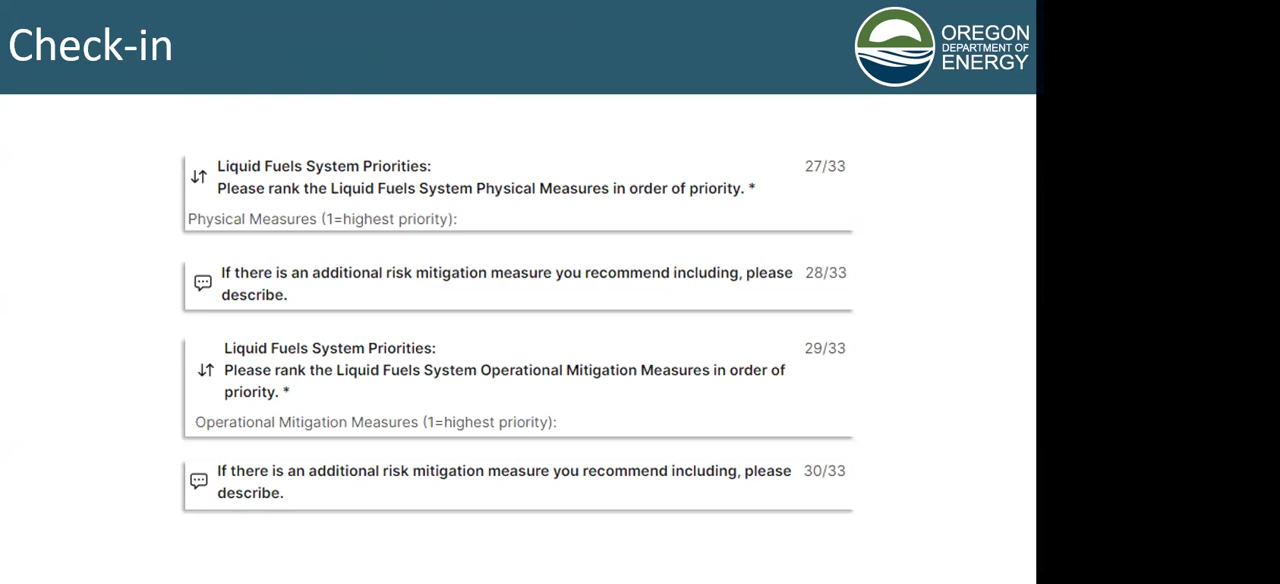 Check-in
OREGON
DEPARTMENT OF
ENERGY
Liquid Fuels System Priorities:
27/33
Please rank the Liquid Fuels System Physical Measures in order of priority. *
Physical Measures (1=highest priority):
If there is an additional risk mitigation measure you recommend including, please
28/33
describe.
Liquid Fuels System Priorities:
29/33
Please rank the Liquid Fuels System Operational Mitigation Measures in order of
priority. *
Operational Mitigation Measures (1=highest priority):
If there is an additional risk mitigation measure you recommend including, please
30/33
describe.